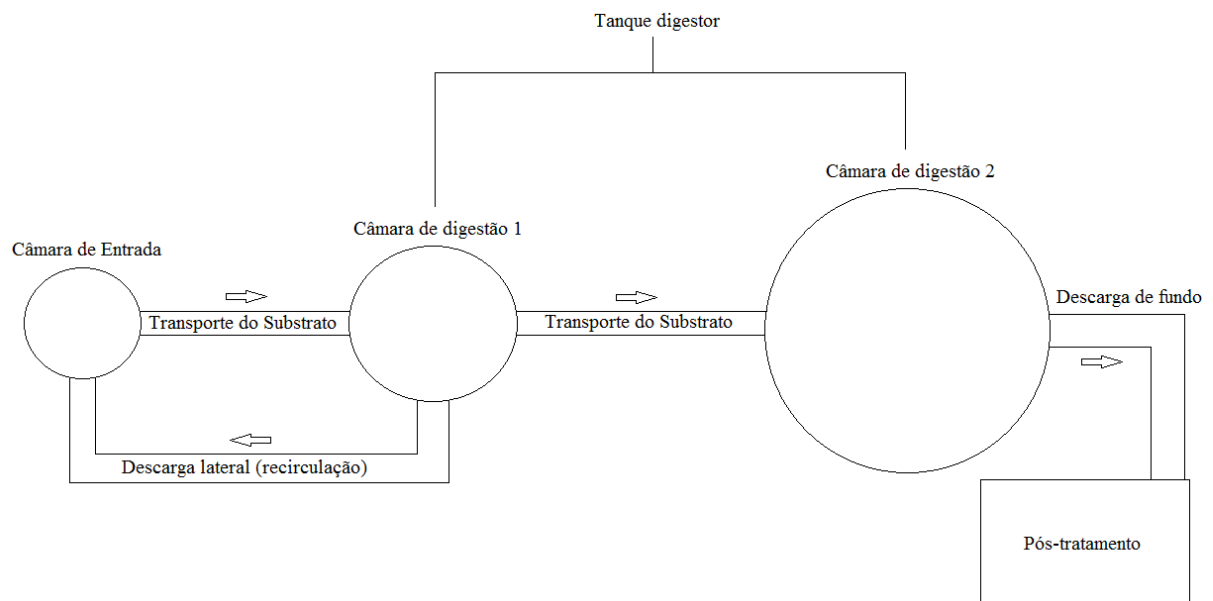 Tanque digestor
Câmara de digestão 2
Câmara de digestão 1
Câmara de Entrada
Descarga de fundo
Transporte do Substrato
Transporte do Substrato
Descarga lateral (recirculação)
Pós-tratamento